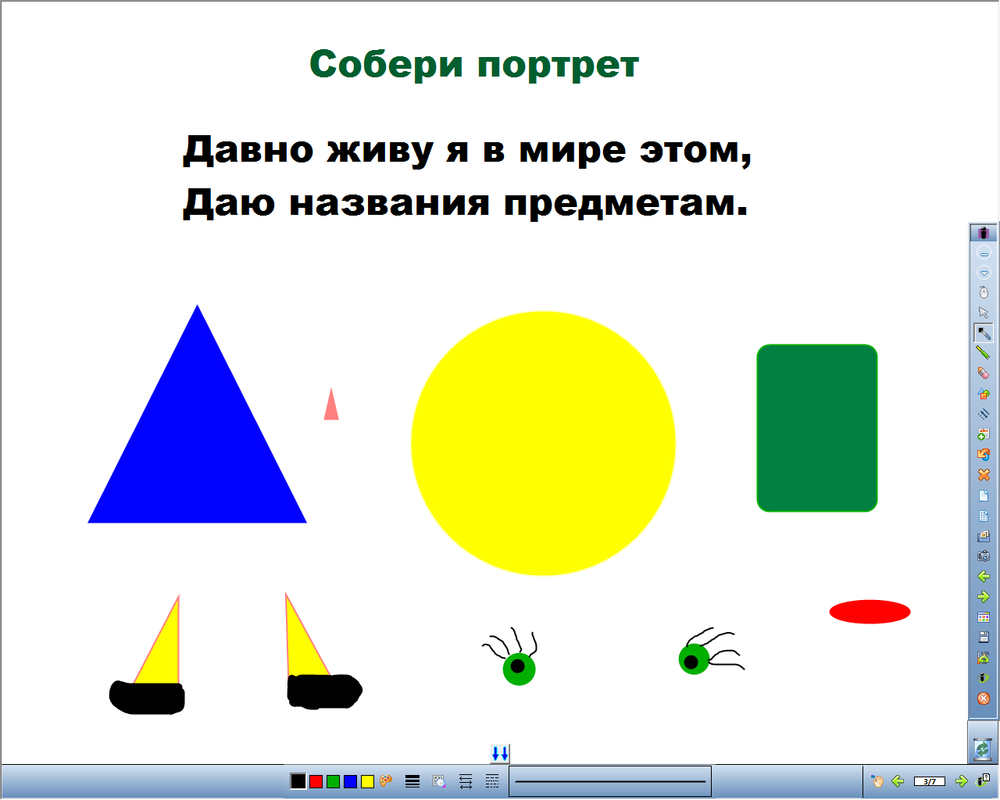 Собери портрет
Давно живу я в мире этом,
Даю названия предметам.
3/7